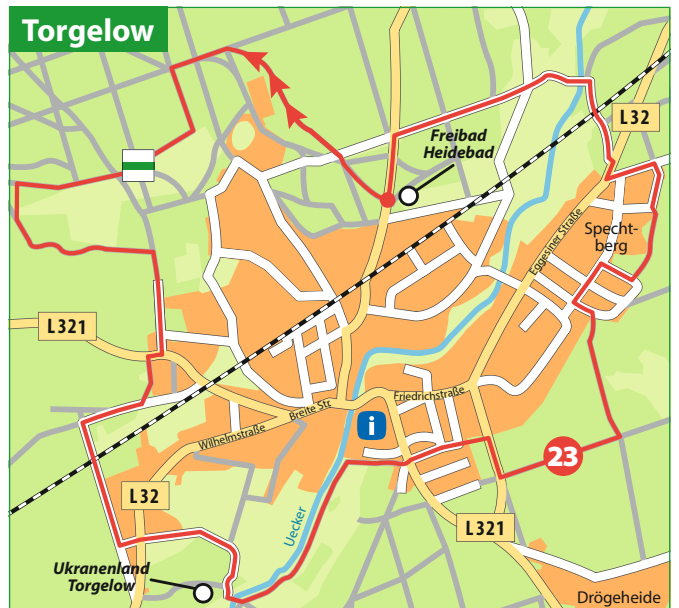 Torgelow
L32
Freibad
Heidebad
Specht-
berg
Eggesiner Straße
L321
Friedrichstraße
Breite Str.
Wilhelmstraße
i
23
L32
L321
Uecker
Ukranenland
Torgelow
Drögeheide